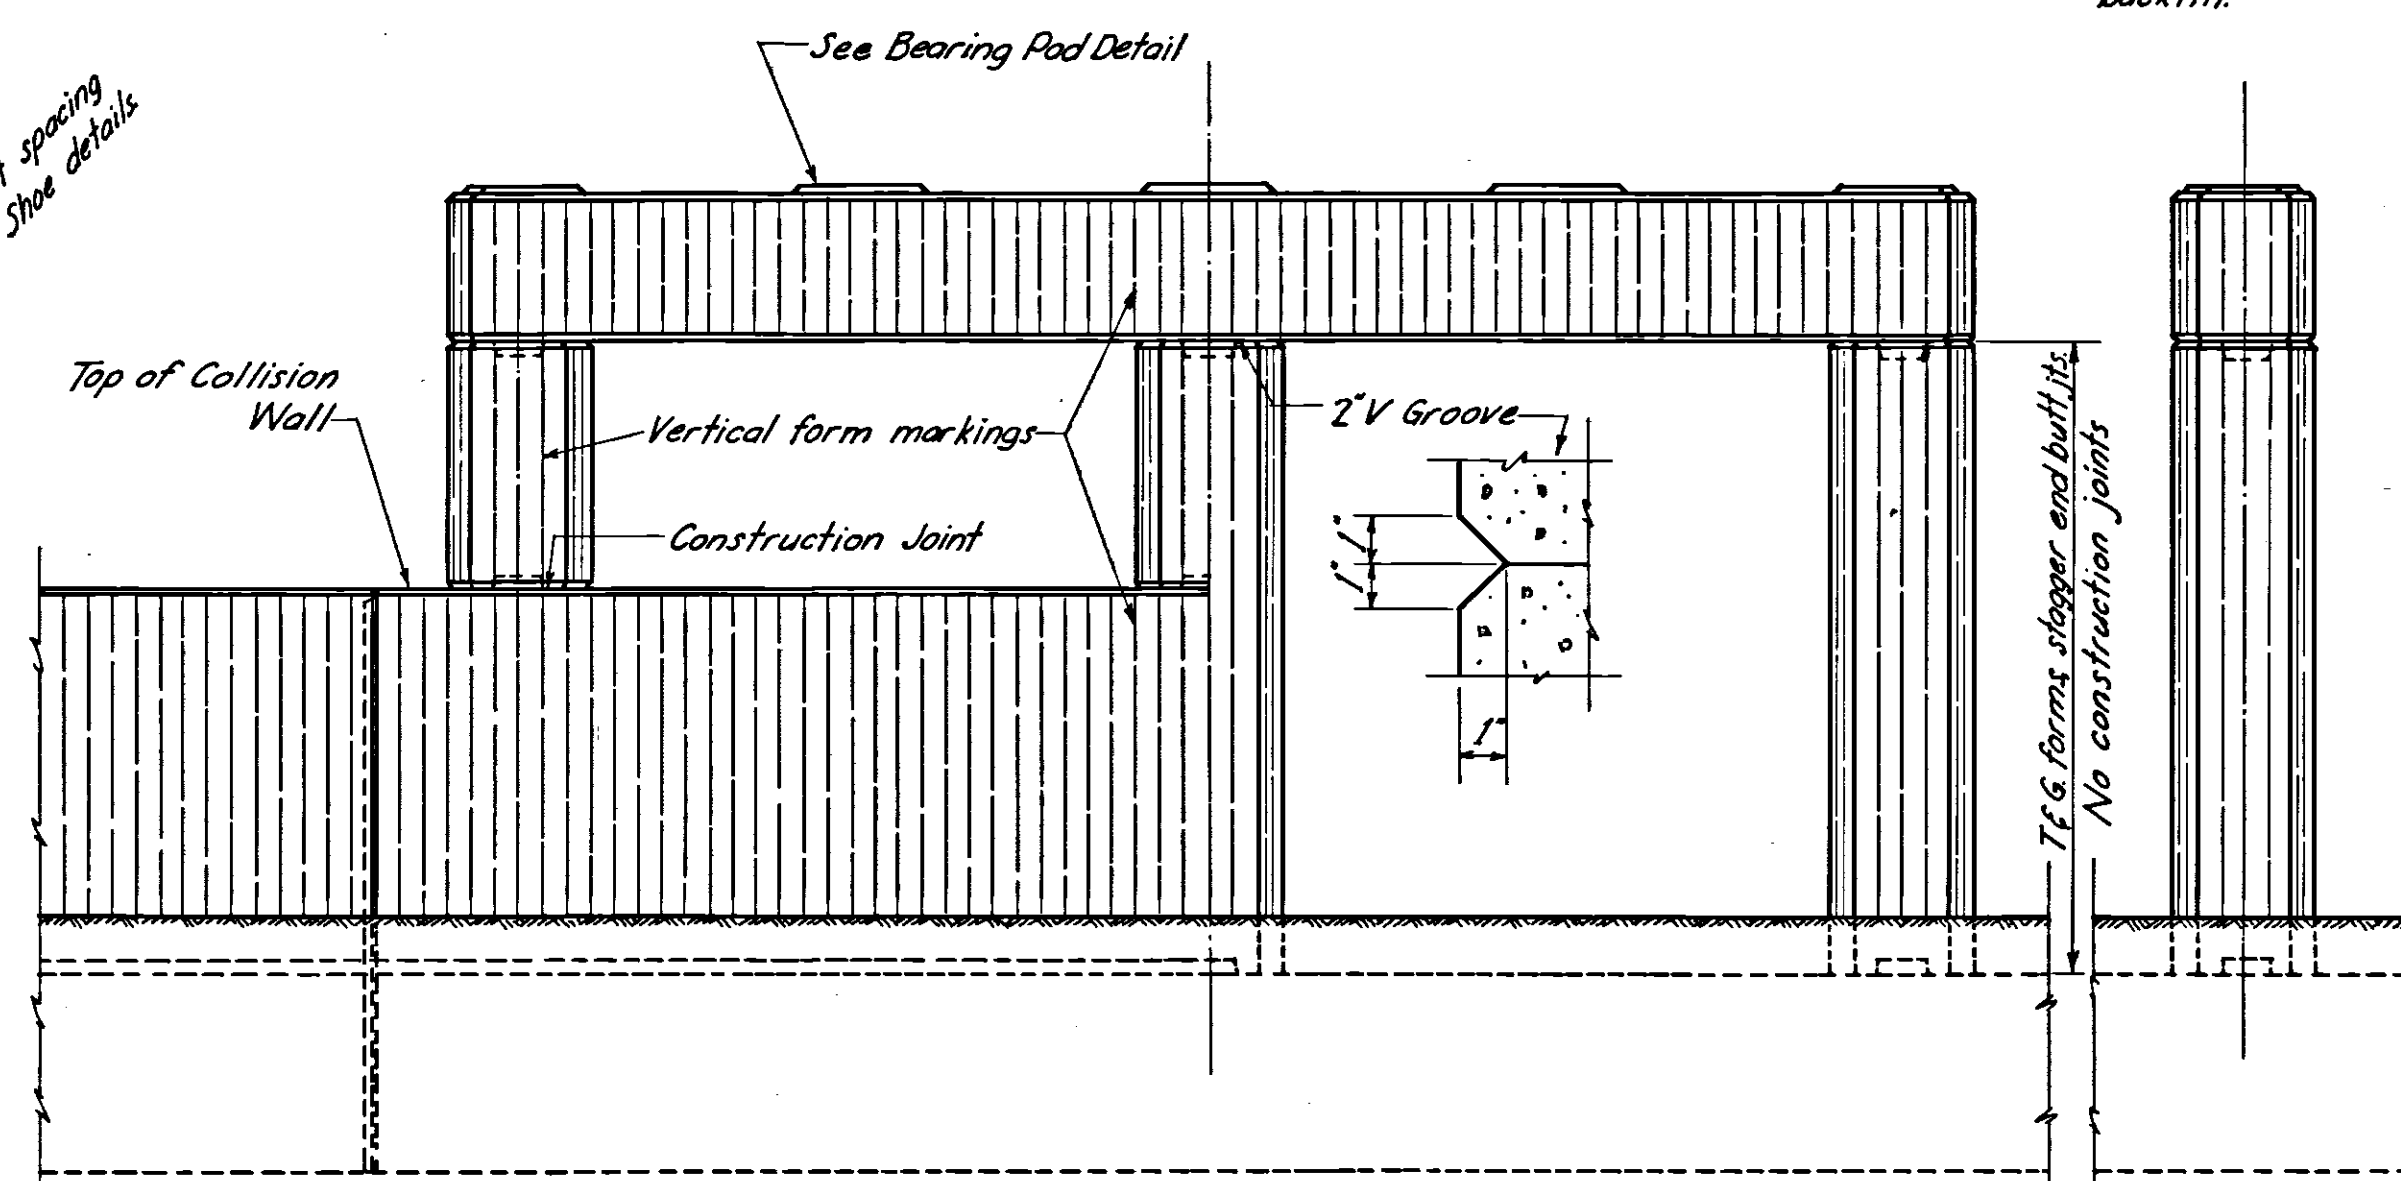 See Bearing Pad Detail
spacing
Shoe details
Top of Collision
Wall
Vertical form markings
2"V Groove
Construction Joint
1"
1"
1"
T & G. forms stagger end butt jts.
No construction joints